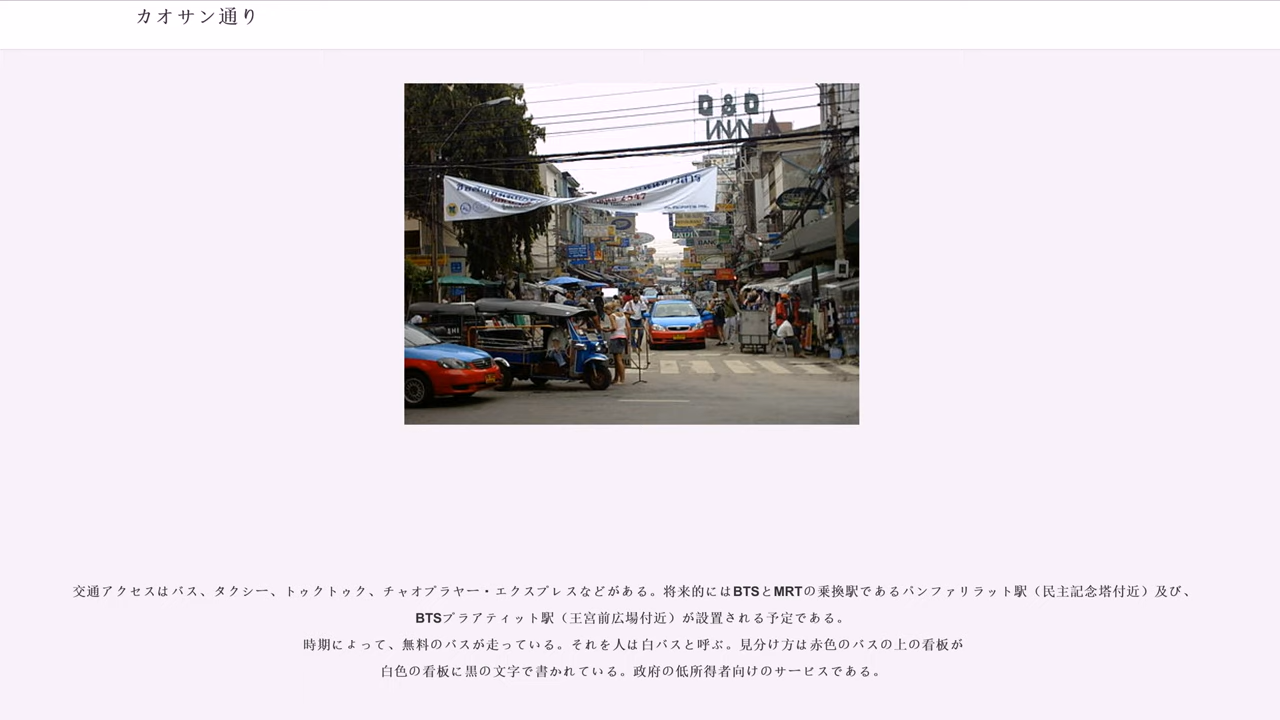 カオサン通り
D & D
INN
交通アクセスはバス、タクシー、トゥクトゥク、チャオプラヤー・エクスプレスなどがある。将来的にはBTSとMRTの乗換駅であるパンファリラット駅（民主記念塔付近）及び、
BTSプラアティット駅（王宮前広場付近）が設置される予定である。
時期によって、無料のバスが走っている。それを人は白バスと呼ぶ。見分け方は赤色のバスの上の看板が
白色の看板に黒の文字で書かれている。政府の低所得者向けのサービスである。